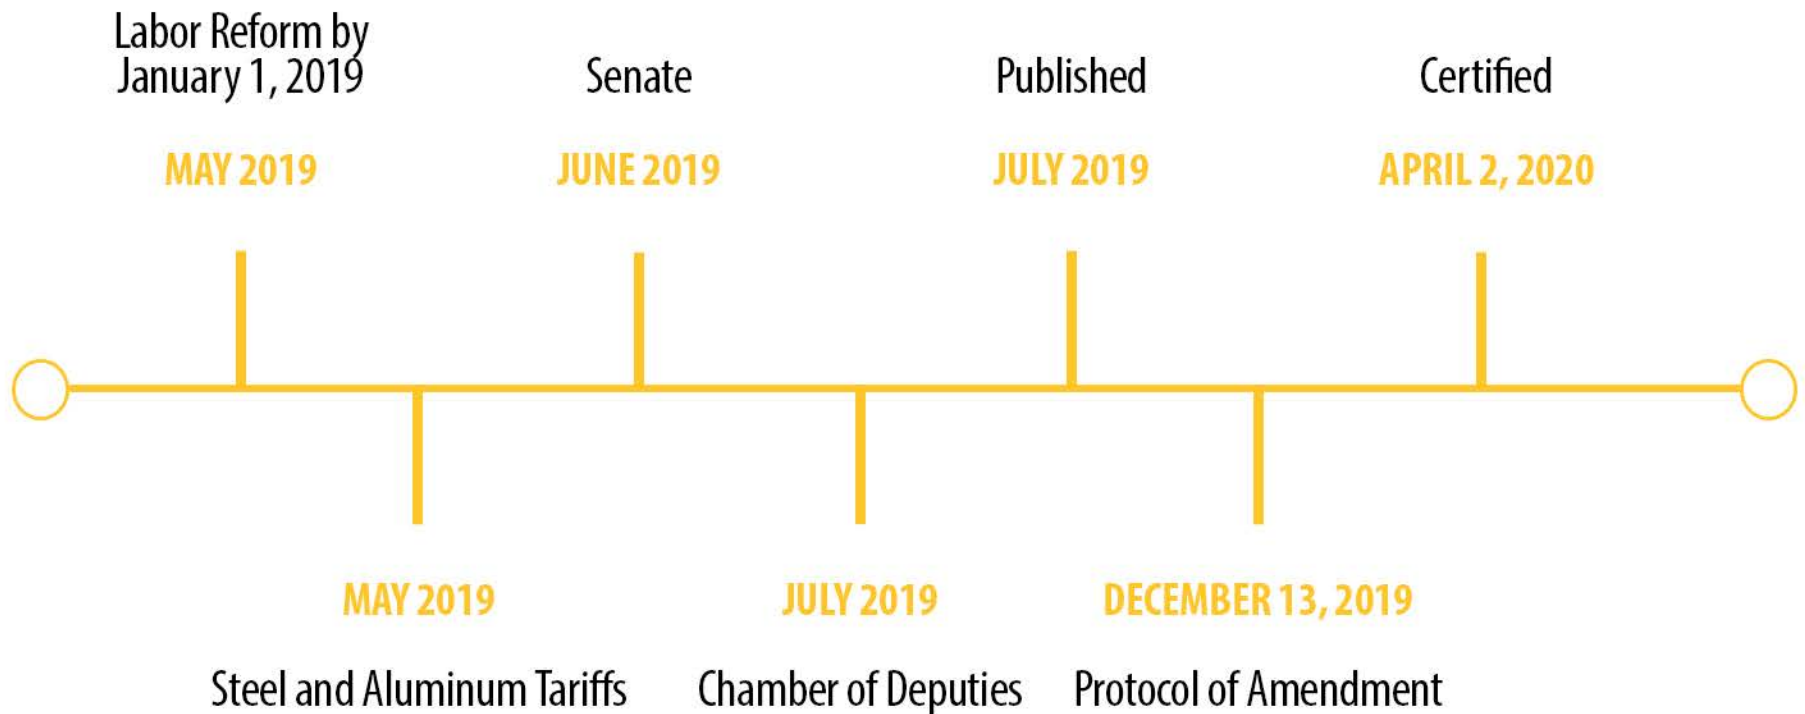 Labor Reform by
January 1, 2019
MAY 2019
Senate
JUNE 2019
Published
JULY 2019
Certified
APRIL 2, 2020
MAY 2019
Steel and Aluminum Tariffs
JULY 2019
Chamber of Deputies
DECEMBER 13, 2019
Protocol of Amendment